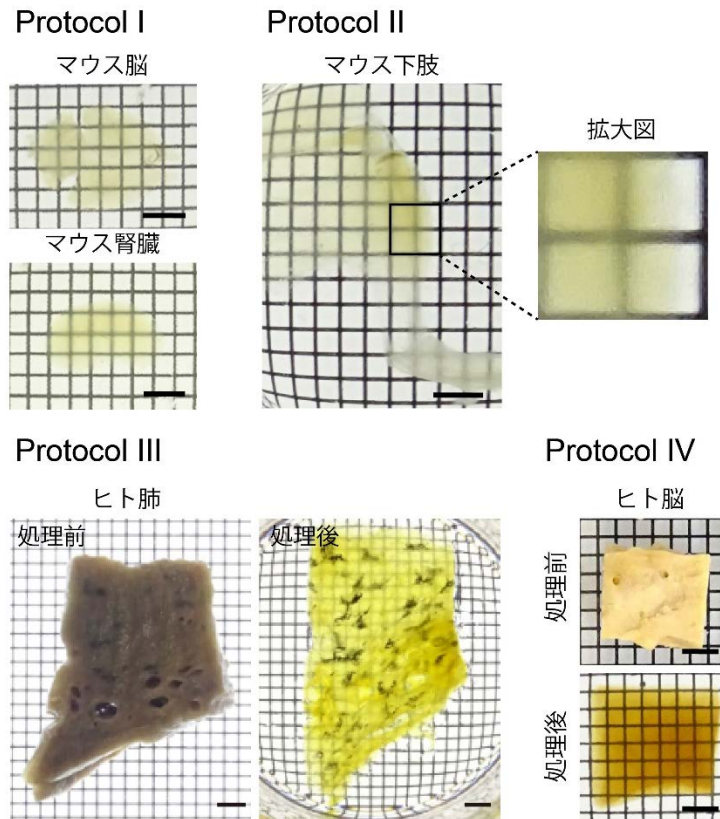 Protocol I
マウス脳
マウス腎臓
Protocol II
マウス下肢
拡大図
Protocol III
ヒト肺
処理前
処理後
Protocol IV
ヒト脳
処理前
処理後